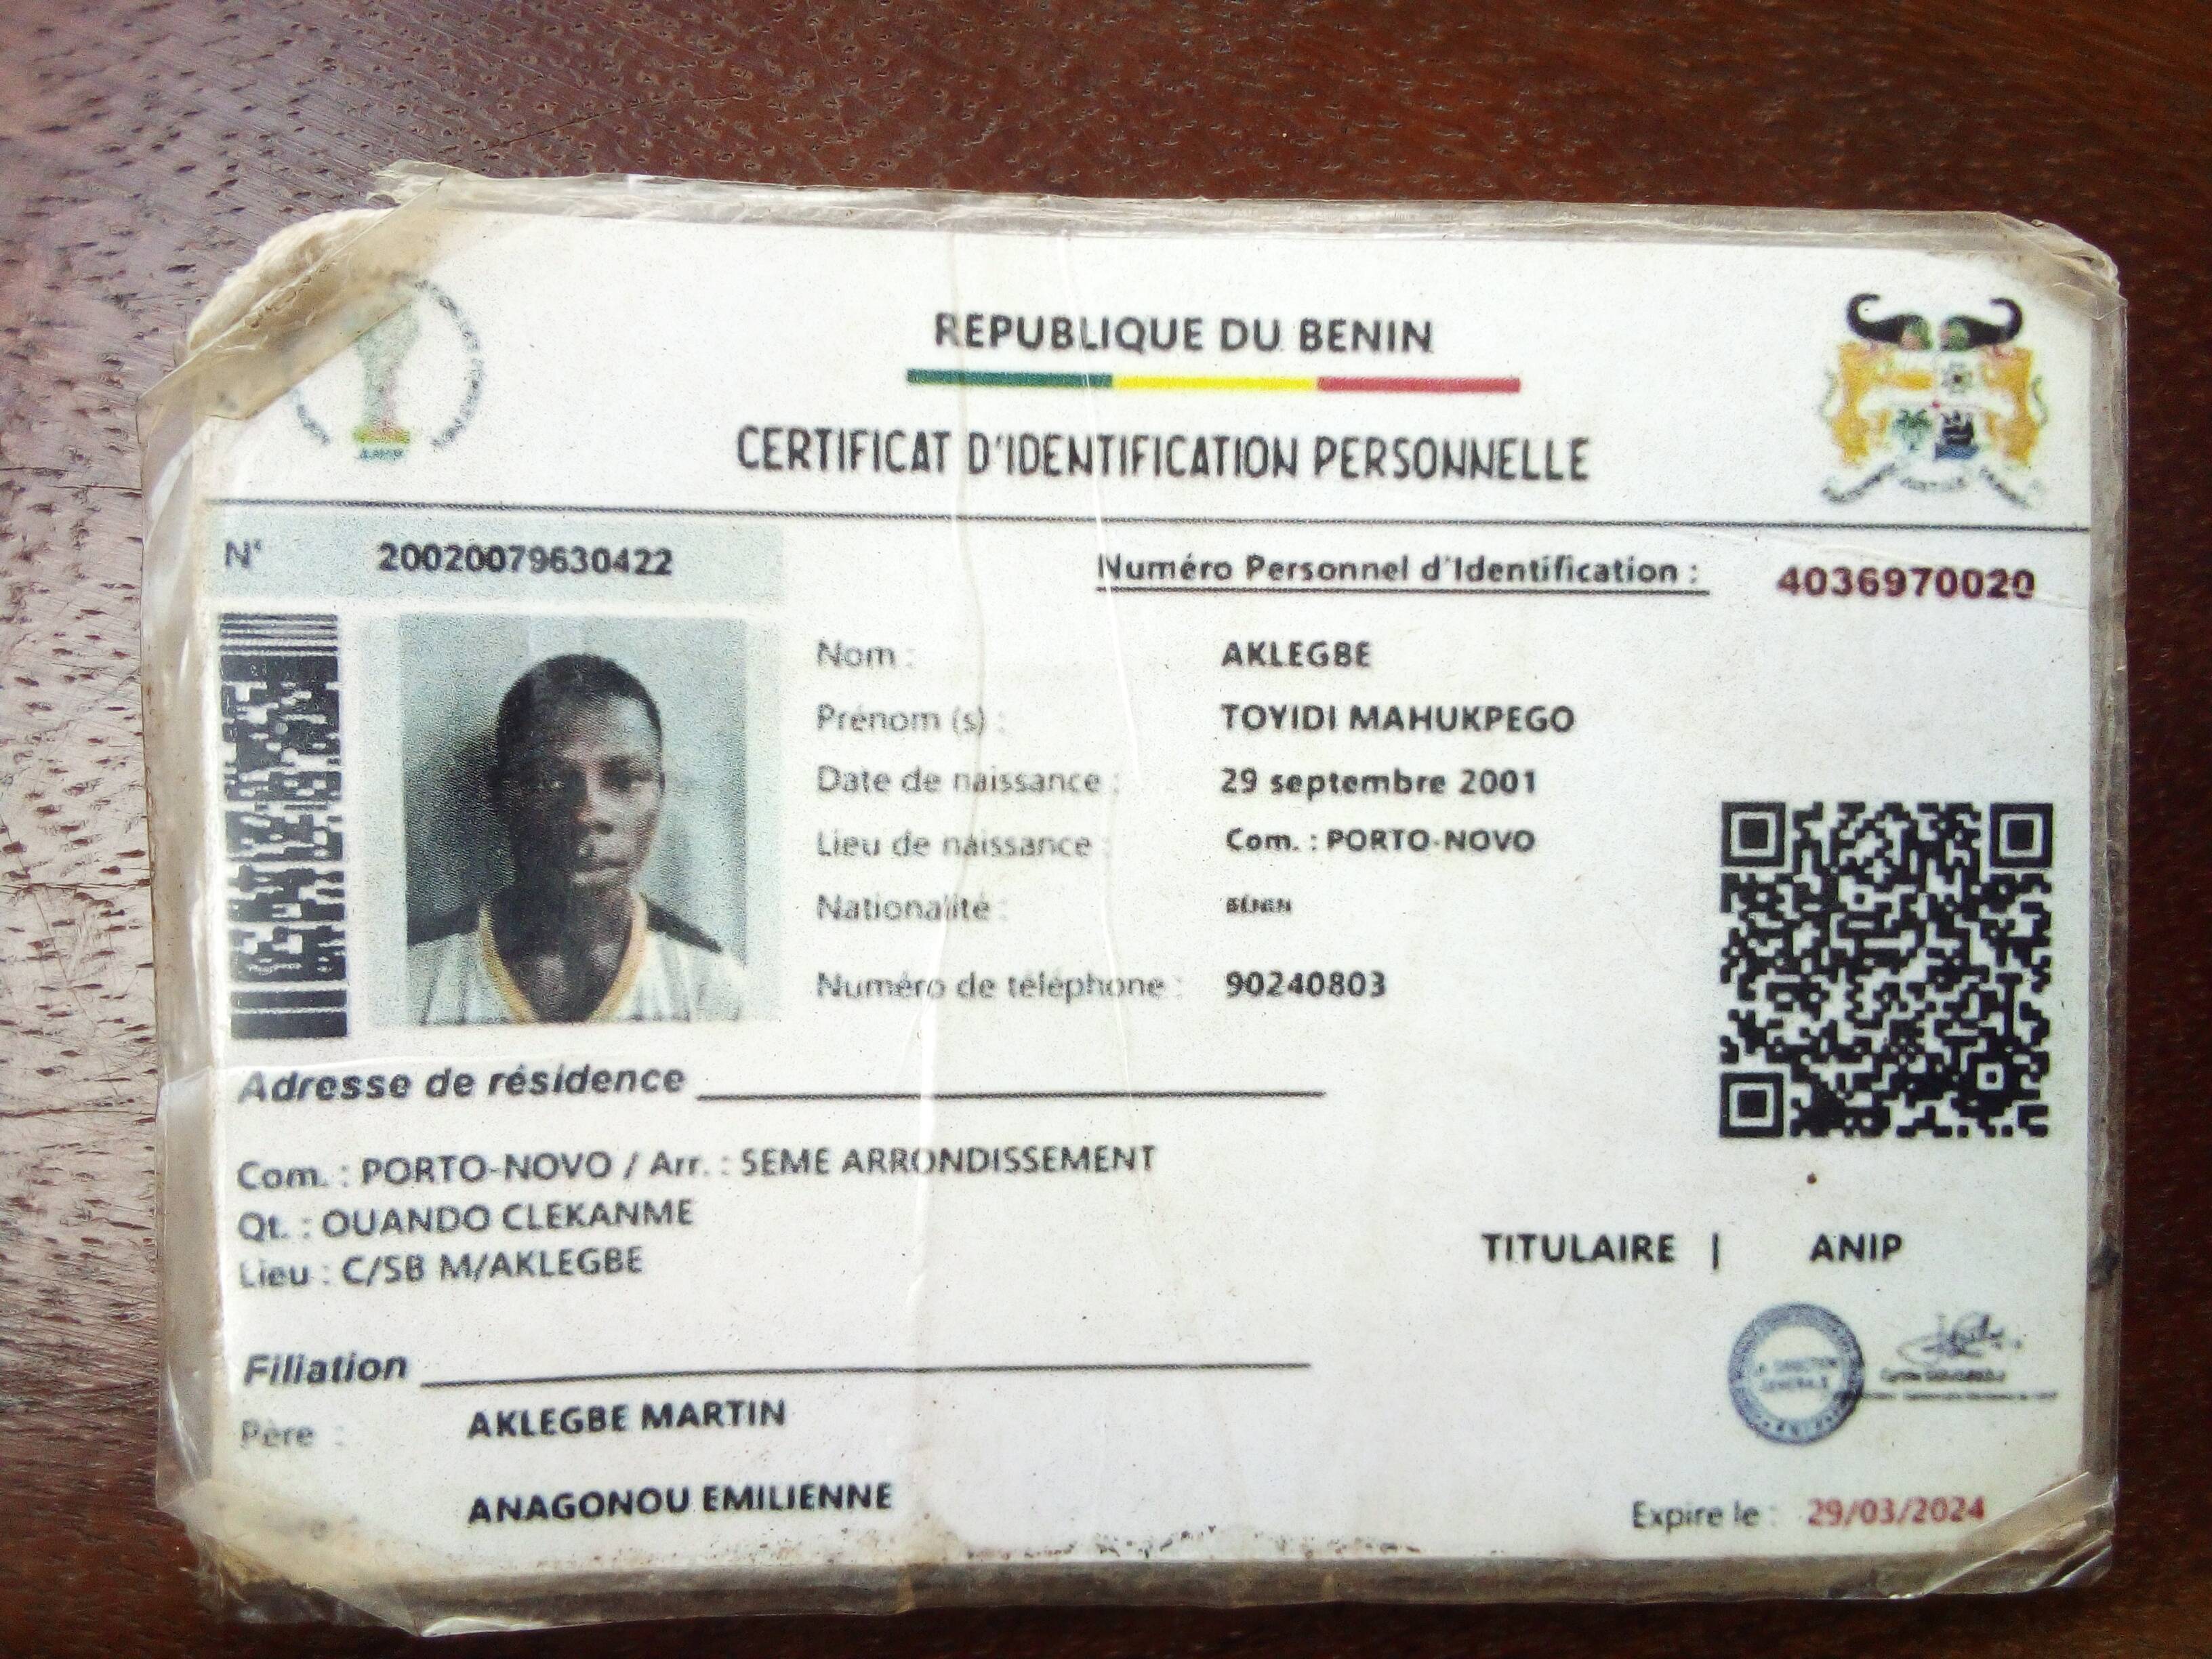 REPUBLIQUE DU BENIN
CERTIFICAT D'IDENTIFICATION PERSONNELLE
N° 20020079630422
Numéro Personnel d'Identification : 4036970020
Nom : AKLEGBE
Prénom (s) : TOYIDI MAHUKPEGO
Date de naissance : 29 septembre 2001
Lieu de naissance : Com. : PORTO-NOVO
Nationalité : BÉNIN
Numéro de téléphone : 90240803
Adresse de résidence
Com. : PORTO-NOVO / Arr. : 5EME ARRONDISSEMENT
Qt. : OUANDO CLEKANME
Lieu : C/SB M/AKLEGBE
TITULAIRE | ANIP
Filiation
Père : AKLEGBE MARTIN
ANAGONOU EMILIENNE
Expire le : 29/03/2024